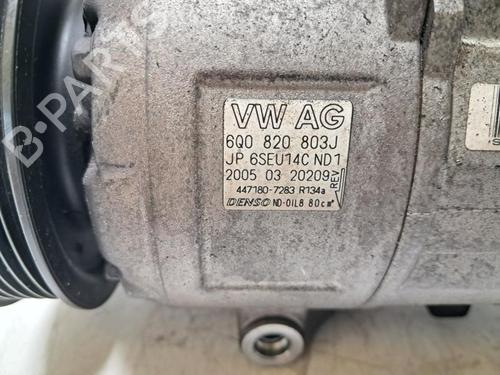 VW AG
6Q0 820 803J
JP 6SEU14C ND1
2005 03 20209
REV
447180-7283 R134a
DENSO ND-OIL8 80cm³
B-PARTS